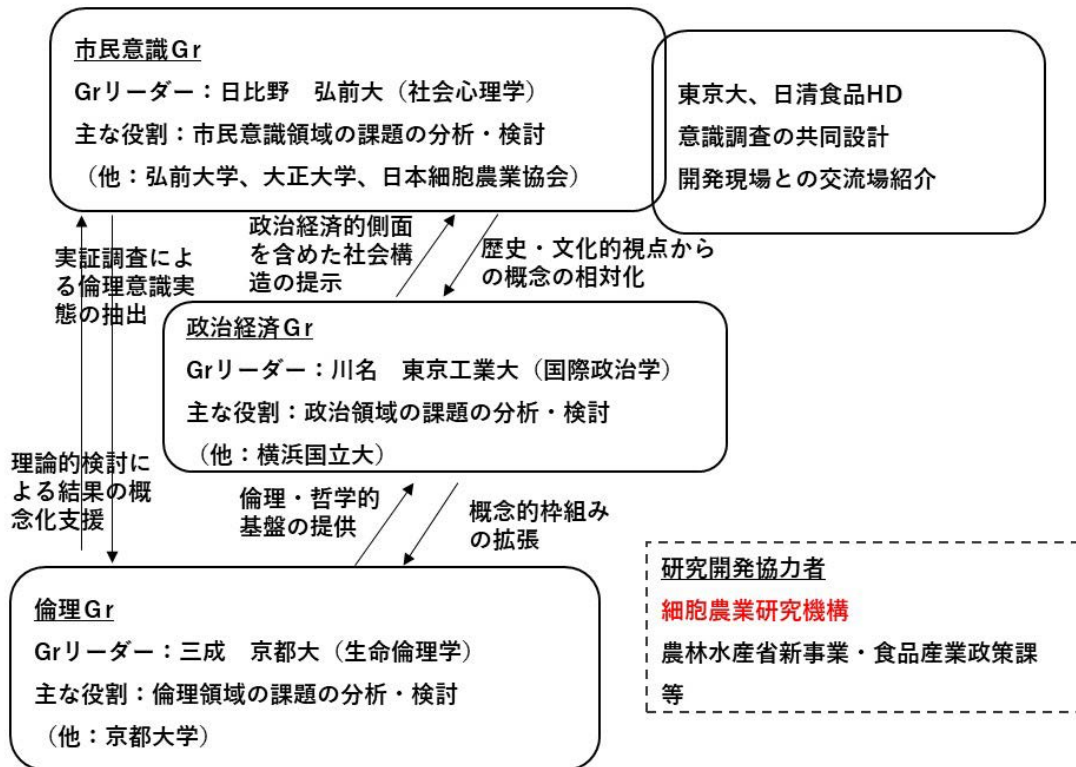 市民意識Gr
Grリーダー：日比野　弘前大（社会心理学）
主な役割：市民意識領域の課題の分析・検討
（他：弘前大学、大正大学、日本細胞農業協会）
東京大、日清食品HD
意識調査の共同設計
開発現場との交流場紹介
実証調査によ
る倫理意識実
態の抽出
政治経済的側面
を含めた社会構
造の提示
歴史・文化的視点から
の概念の相対化
政治経済Gr
Grリーダー：川名　東京工業大（国際政治学）
主な役割：政治領域の課題の分析・検討
（他：横浜国立大）
理論的検討に
よる結果の概
念化支援
倫理・哲学的
基盤の提供
概念的枠組み
の拡張
倫理Gr
Grリーダー：三成　京都大（生命倫理学）
主な役割：倫理領域の課題の分析・検討
（他：京都大学）
研究開発協力者
細胞農業研究機構
農林水産省新事業・食品産業政策課
等